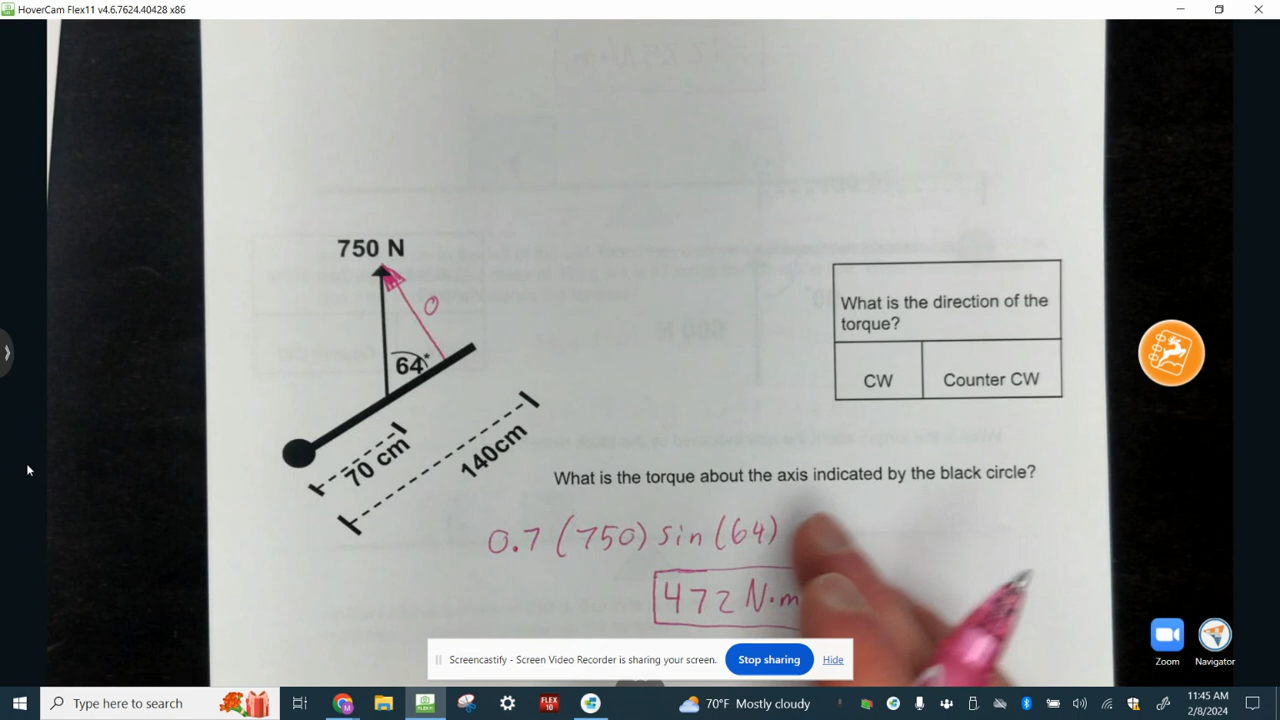 HoverCam Flex11 v4.6.7624.40428 x86
750 N
0
64°
70 cm
140cm
What is the direction of the
torque?
CW
Counter CW
What is the torque about the axis indicated by the black circle?
0.7 (750) sin (64)
472 N·m
Screencastify - Screen Video Recorder is sharing your screen.
Stop sharing
Hide
Zoom
Navigator
Type here to search
FLEX
10
70°F Mostly cloudy
11:45 AM
2/8/2024